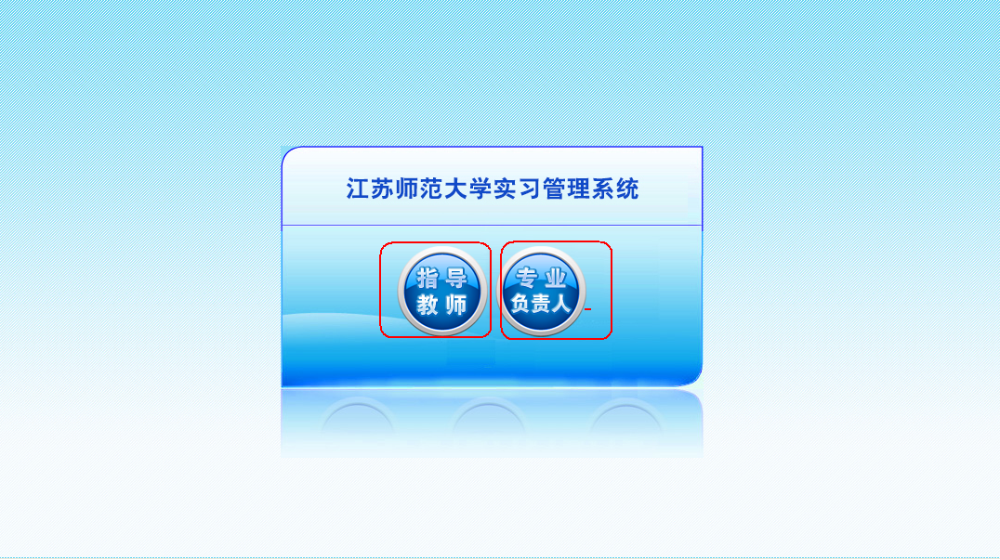 江苏师范大学实习管理系统
指导
教师
专业
负责人